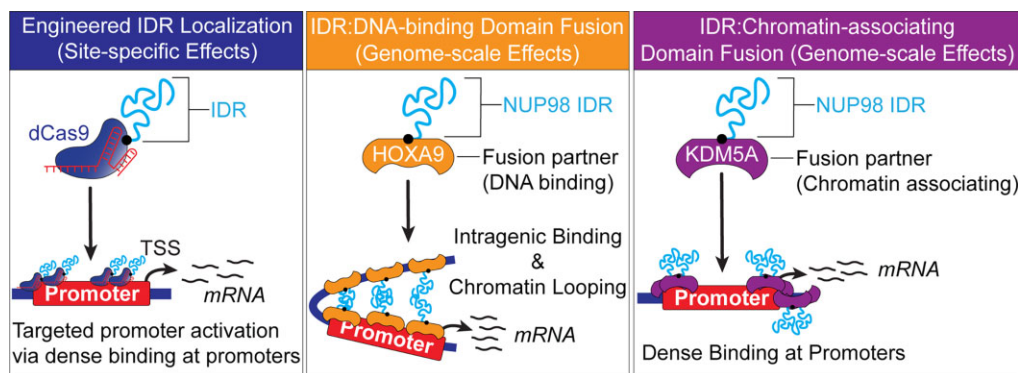 Engineered IDR Localization
(Site-specific Effects)
IDR
dCas9
TSS
Promoter
mRNA
Targeted promoter activation
via dense binding at promoters
IDR:DNA-binding Domain Fusion
(Genome-scale Effects)
NUP98 IDR
HOXA9
Fusion partner
(DNA binding)
Intragenic Binding
&
Chromatin Looping
Promoter
mRNA
IDR:Chromatin-associating
Domain Fusion (Genome-scale Effects)
NUP98 IDR
KDM5A
Fusion partner
(Chromatin associating)
Promoter
mRNA
Dense Binding at Promoters